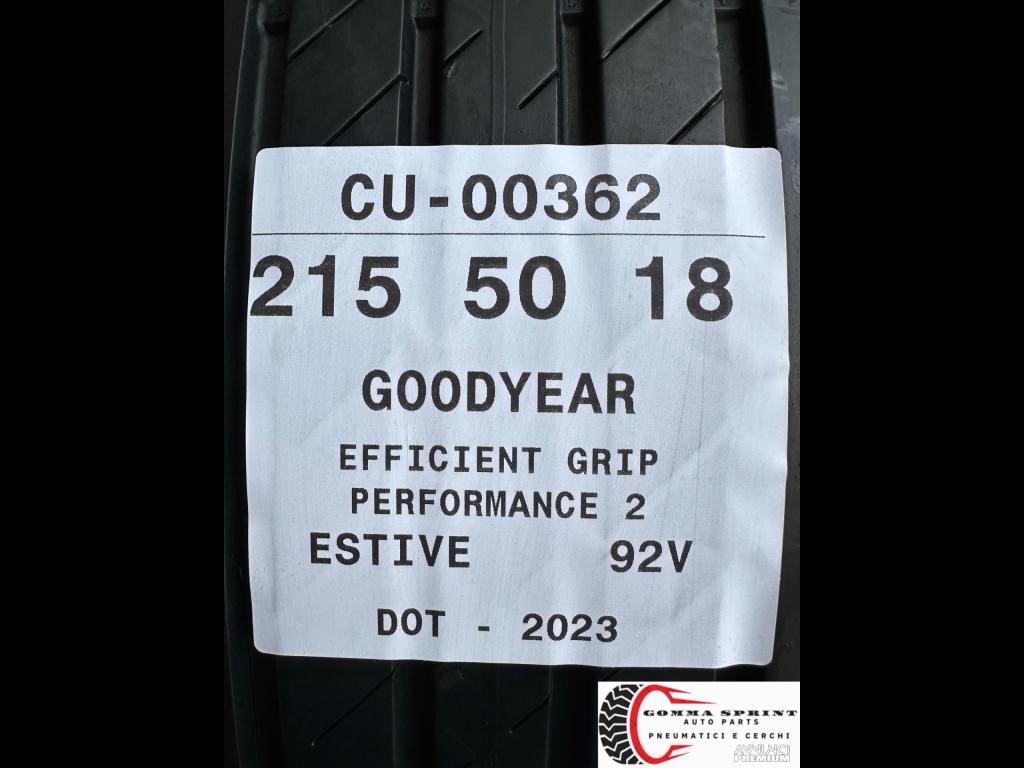 CU-00362
215 50 18
GOODYEAR
EFFICIENT GRIP
PERFORMANCE 2
ESTIVE 92V
DOT - 2023
GOMMA SPRINT
AUTO PARTS
PNEUMATICI E CERCHI
ANNUNCI
PREMIUM